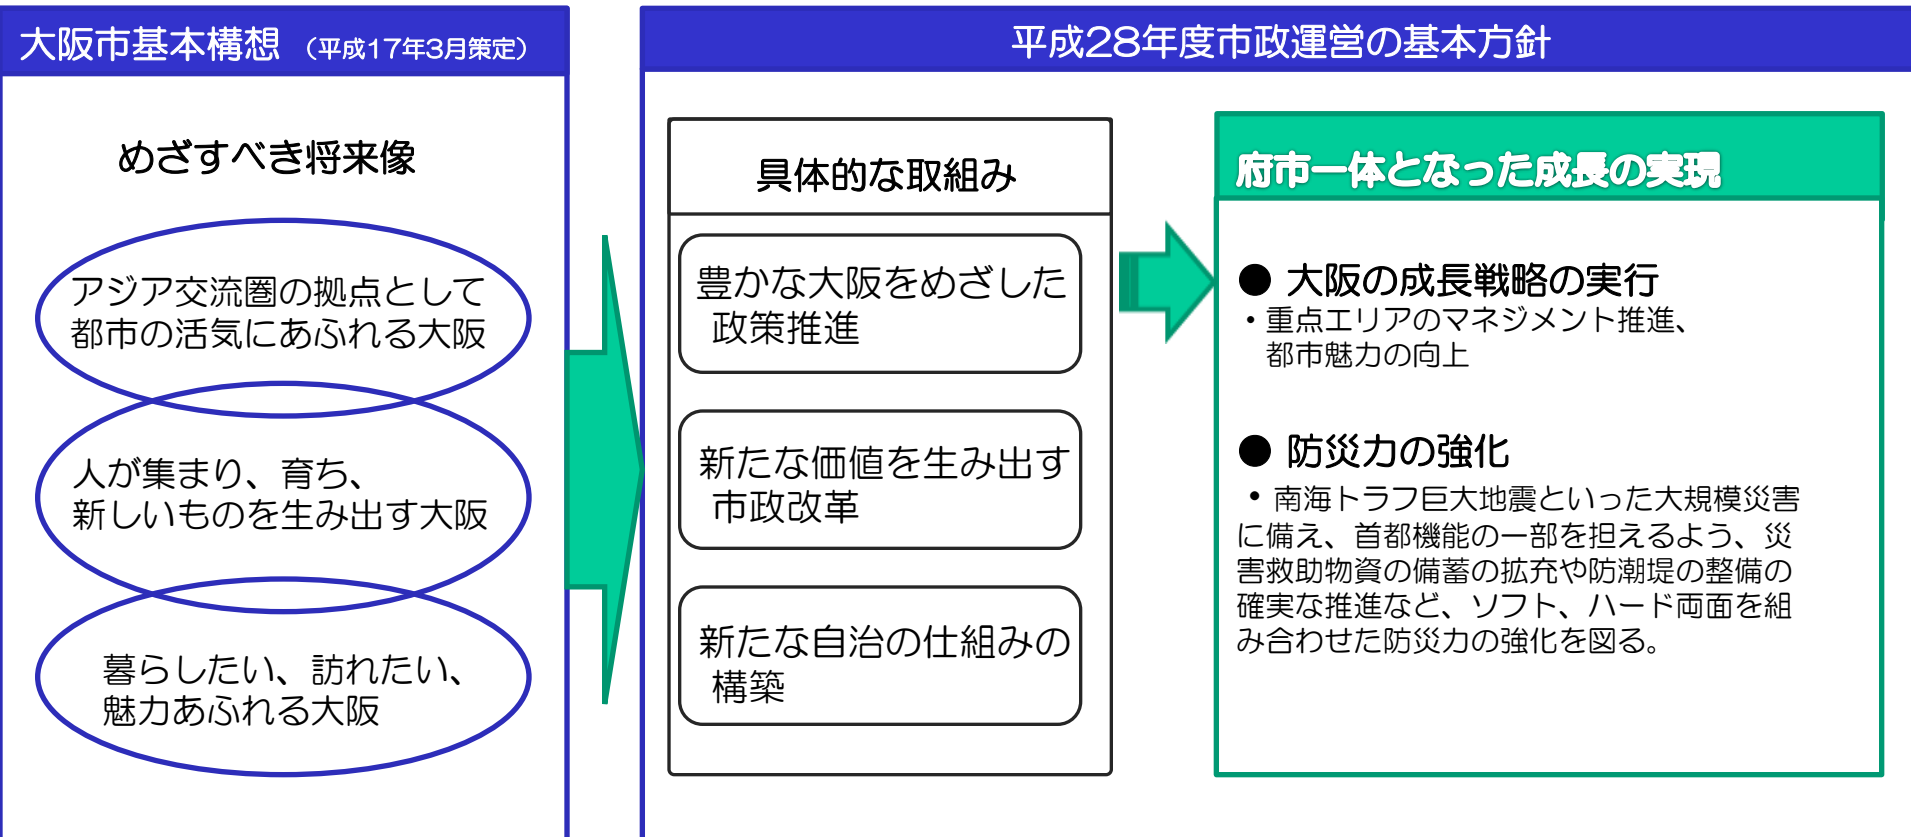 大阪市基本構想 （平成17年3月策定）
めざすべき将来像
アジア交流圏の拠点として
都市の活気にあふれる大阪
人が集まり、育ち、
新しいものを生み出す大阪
暮らしたい、訪れたい、
魅力あふれる大阪
平成28年度市政運営の基本方針
具体的な取組み
豊かな大阪をめざした
政策推進
新たな価値を生み出す
市政改革
新たな自治の仕組みの
構築
府市一体となった成長の実現
● 大阪の成長戦略の実行
・重点エリアのマネジメント推進、
都市魅力の向上
● 防災力の強化
・南海トラフ巨大地震といった大規模災害
に備え、首都機能の一部を担えるよう、災
害救助物資の備蓄の拡充や防潮堤の整備の
確実な推進など、ソフト、ハード両面を組
み合わせた防災力の強化を図る。